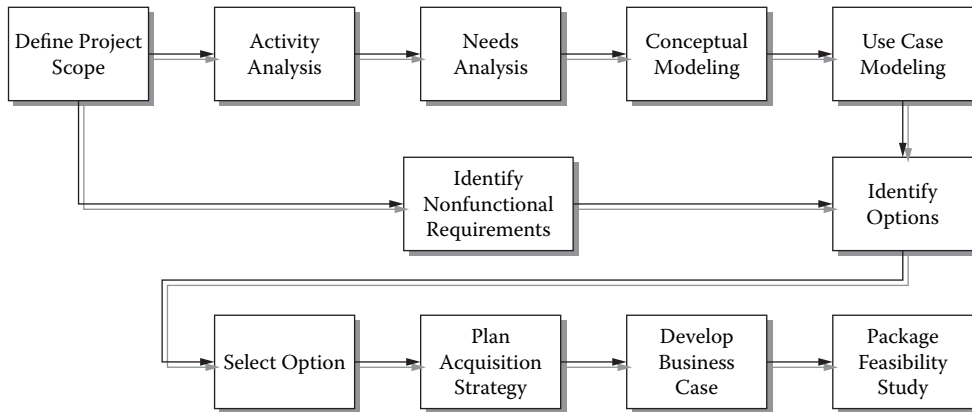 Define Project
Scope
Activity
Analysis
Needs
Analysis
Conceptual
Modeling
Use Case
Modeling
Identify
Nonfunctional
Requirements
Identify
Options
Select Option
Plan
Acquisition
Strategy
Develop
Business
Case
Package
Feasibility
Study